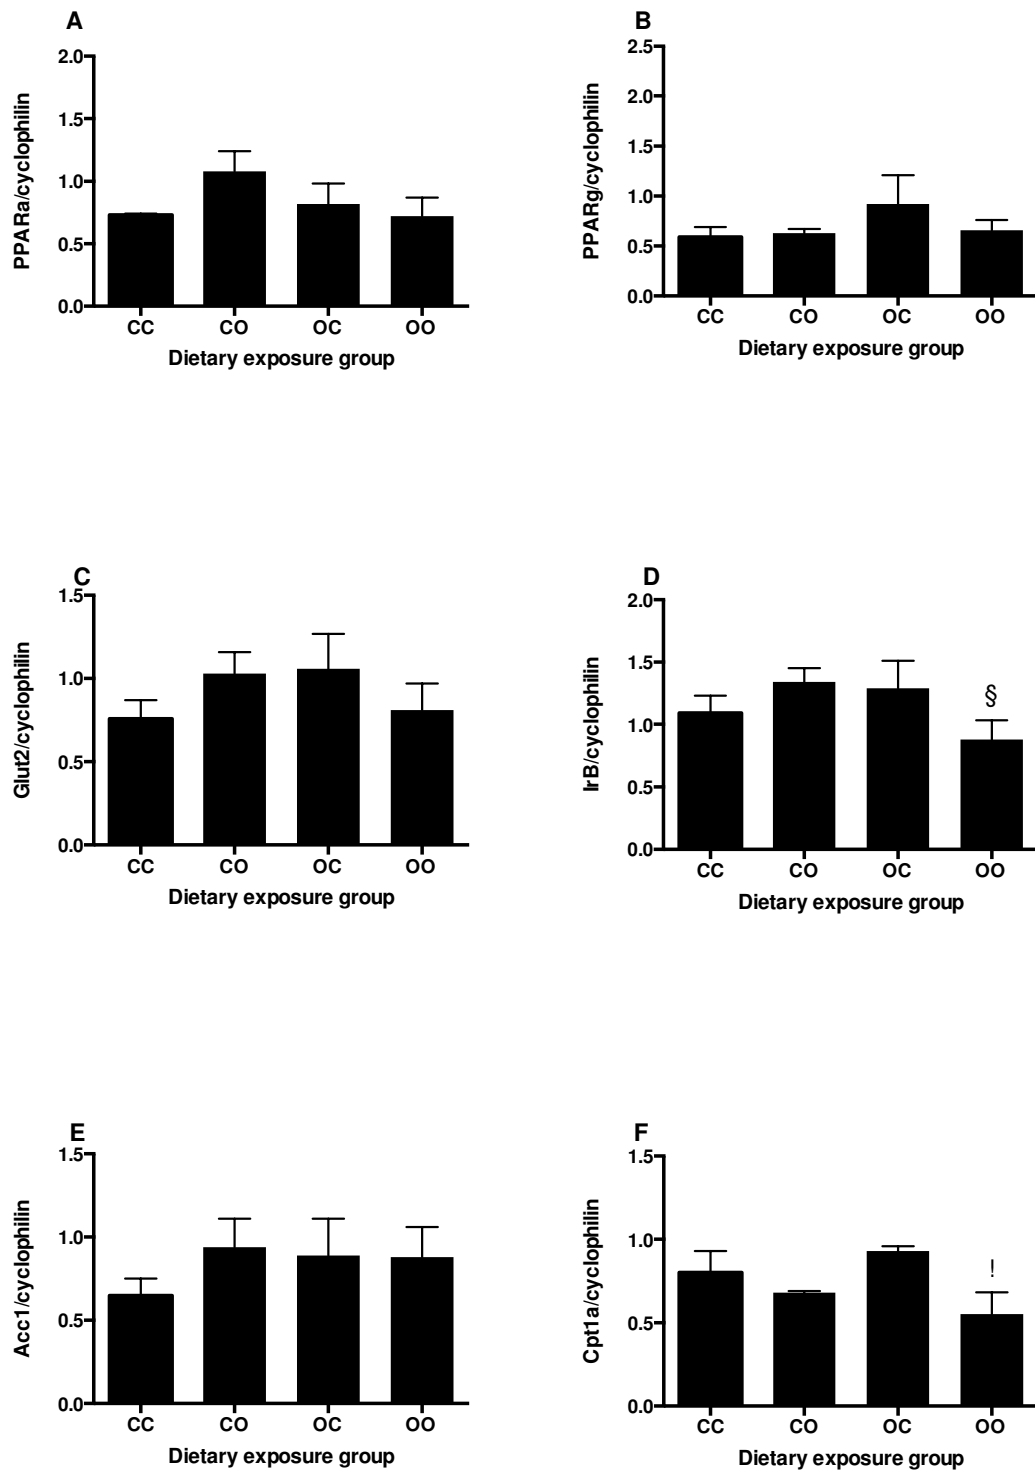 A
PPARa/cyclophilin
2.0
1.5
1.0
0.5
0.0
CC CO OC OO
Dietary exposure group
B
PPARg/cyclophilin
2.5
2.0
1.5
1.0
0.5
0.0
CC CO OC OO
Dietary exposure group
C
Glut2/cyclophilin
1.5
1.0
0.5
0.0
CC CO OC OO
Dietary exposure group
D
IrB/cyclophilin
2.0
1.5
1.0
0.5
0.0
§
CC CO OC OO
Dietary exposure group
E
Acc1/cyclophilin
1.5
1.0
0.5
0.0
CC CO OC OO
Dietary exposure group
F
Cpt1a/cyclophilin
1.5
1.0
0.5
0.0
!
CC CO OC OO
Dietary exposure group